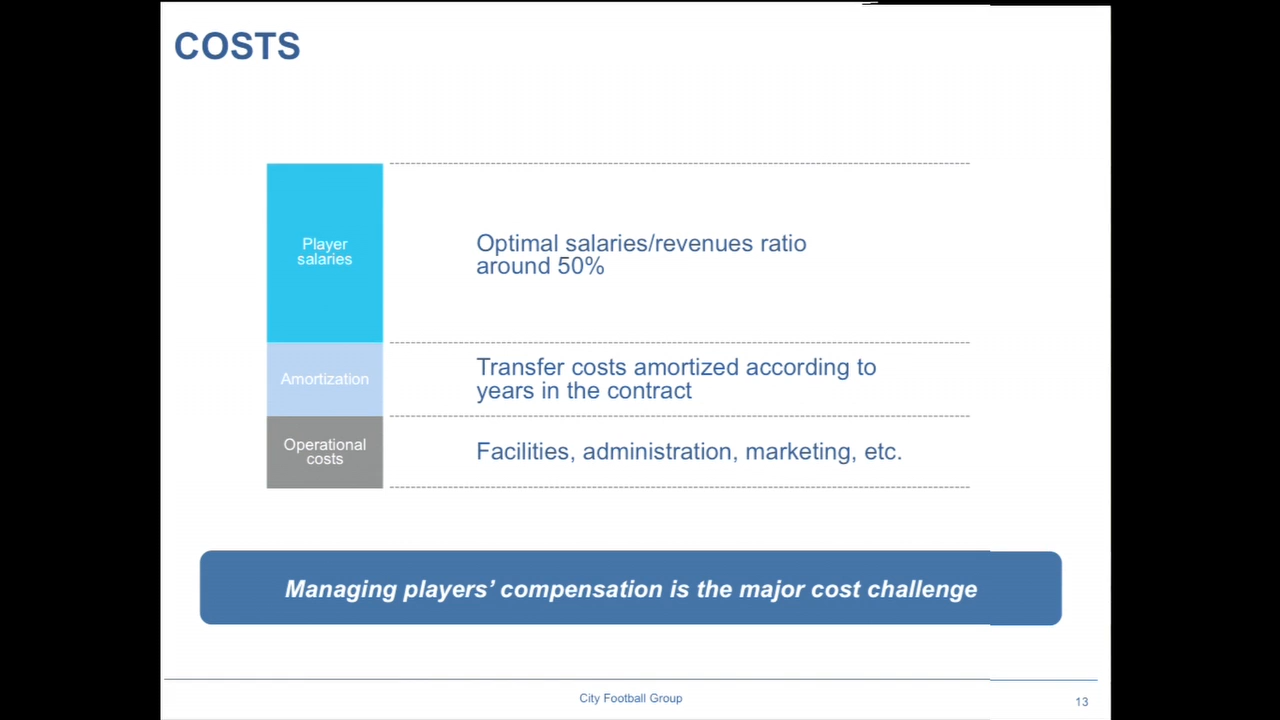 COSTS
Player
salaries
Optimal salaries/revenues ratio
around 50%
Amortization
Transfer costs amortized according to
years in the contract
Operational
costs
Facilities, administration, marketing, etc.
Managing players’ compensation is the major cost challenge
City Football Group
13